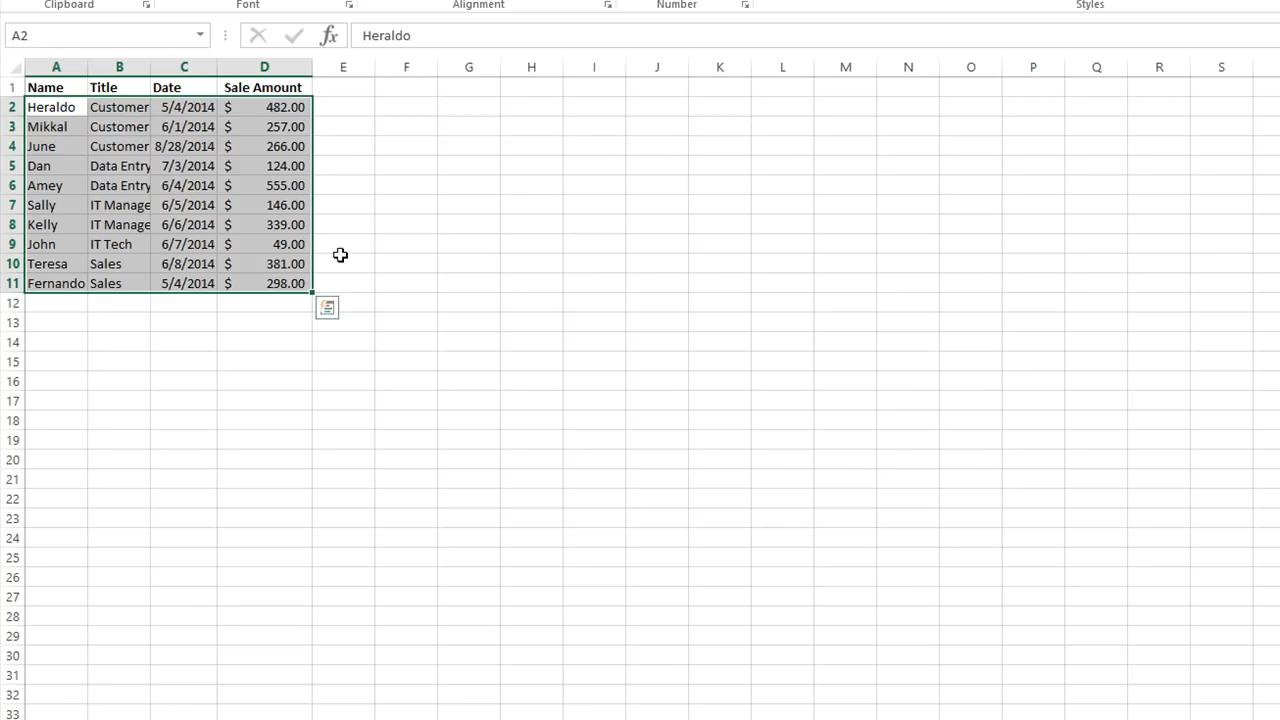 Clipboard Font Alignment Number Styles
A2 fx Heraldo
A B C D E F G H I J K L M N O P Q R S
1 Name Title Date Sale Amount
2 Heraldo Customer 5/4/2014 $ 482.00
3 Mikkal Customer 6/1/2014 $ 257.00
4 June Customer 8/28/2014 $ 266.00
5 Dan Data Entry 7/3/2014 $ 124.00
6 Amey Data Entry 6/4/2014 $ 555.00
7 Sally IT Manage 6/5/2014 $ 146.00
8 Kelly IT Manage 6/6/2014 $ 339.00
9 John IT Tech 6/7/2014 $ 49.00
10 Teresa Sales 6/8/2014 $ 381.00
11 Fernando Sales 5/4/2014 $ 298.00
12
13
14
15
16
17
18
19
20
21
22
23
24
25
26
27
28
29
30
31
32
33